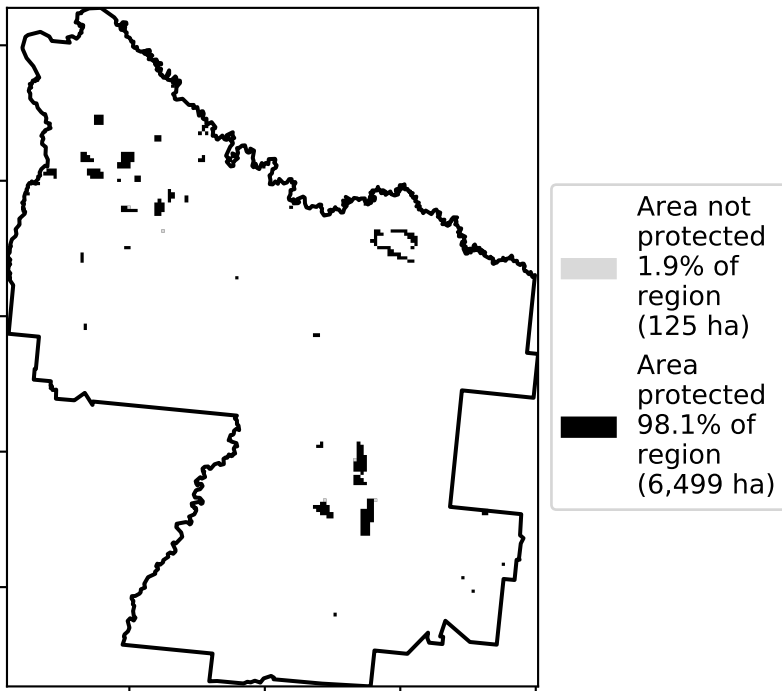 Area not
protected
1.9% of
region
(125 ha)
Area
protected
98.1% of
region
(6,499 ha)